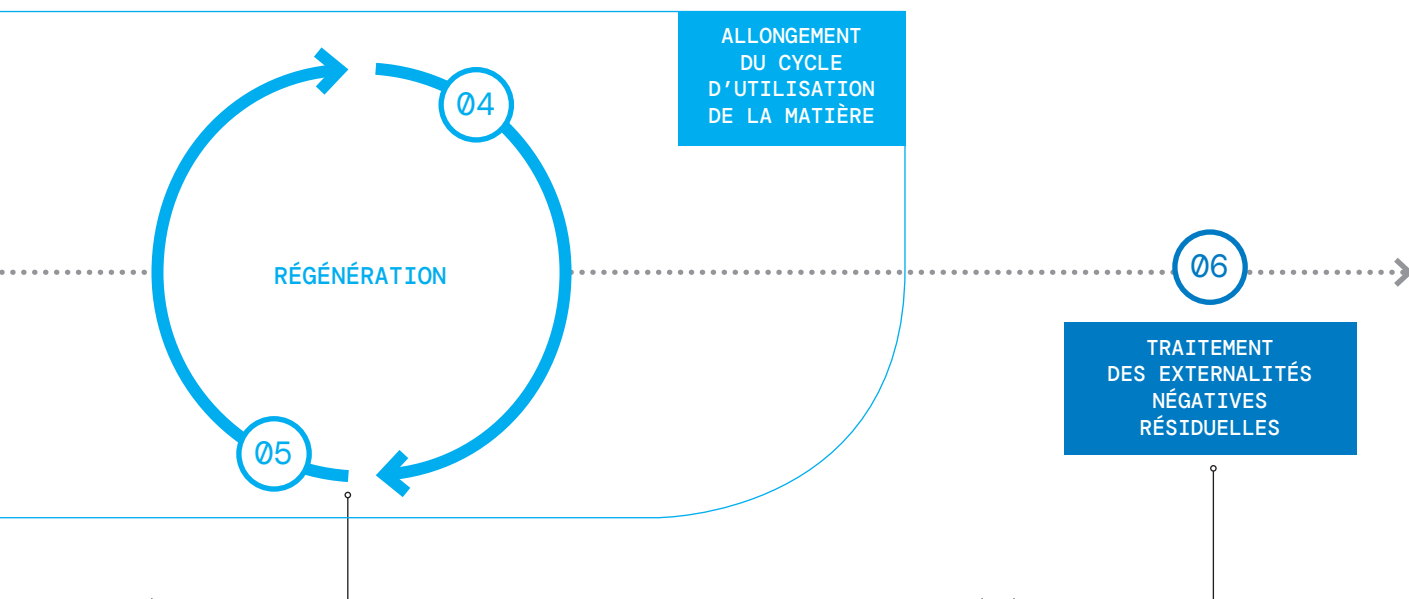 ALLONGEMENT
DU CYCLE
D’UTILISATION
DE LA MATIÈRE
04
RÉGÉNÉRATION
06
TRAITEMENT
DES EXTERNALITÉS
NÉGATIVES
RÉSIDUELLES
05